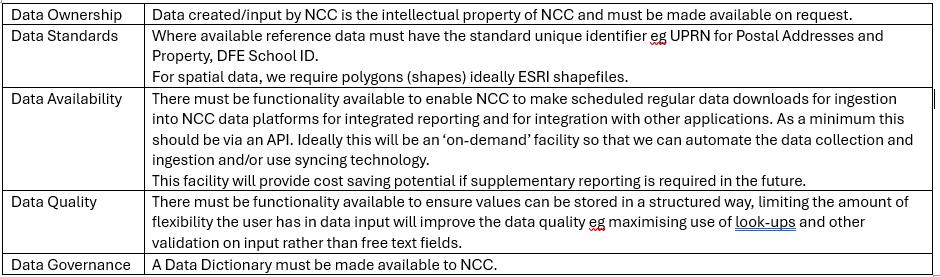 Data Ownership
Data created/input by NCC is the intellectual property of NCC and must be made available on request.
Data Standards
Where available reference data must have the standard unique identifier eg UPRN for Postal Addresses and
Property, DFE School ID.
For spatial data, we require polygons (shapes) ideally ESRI shapefiles.
Data Availability
There must be functionality available to enable NCC to make scheduled regular data downloads for ingestion
into NCC data platforms for integrated reporting and for integration with other applications. As a minimum this
should be via an API. Ideally this will be an ‘on-demand’ facility so that we can automate the data collection and
ingestion and/or use syncing technology.
This facility will provide cost saving potential if supplementary reporting is required in the future.
Data Quality
There must be functionality available to ensure values can be stored in a structured way, limiting the amount of
flexibility the user has in data input will improve the data quality eg maximising use of look-ups and other
validation on input rather than free text fields.
Data Governance
A Data Dictionary must be made available to NCC.